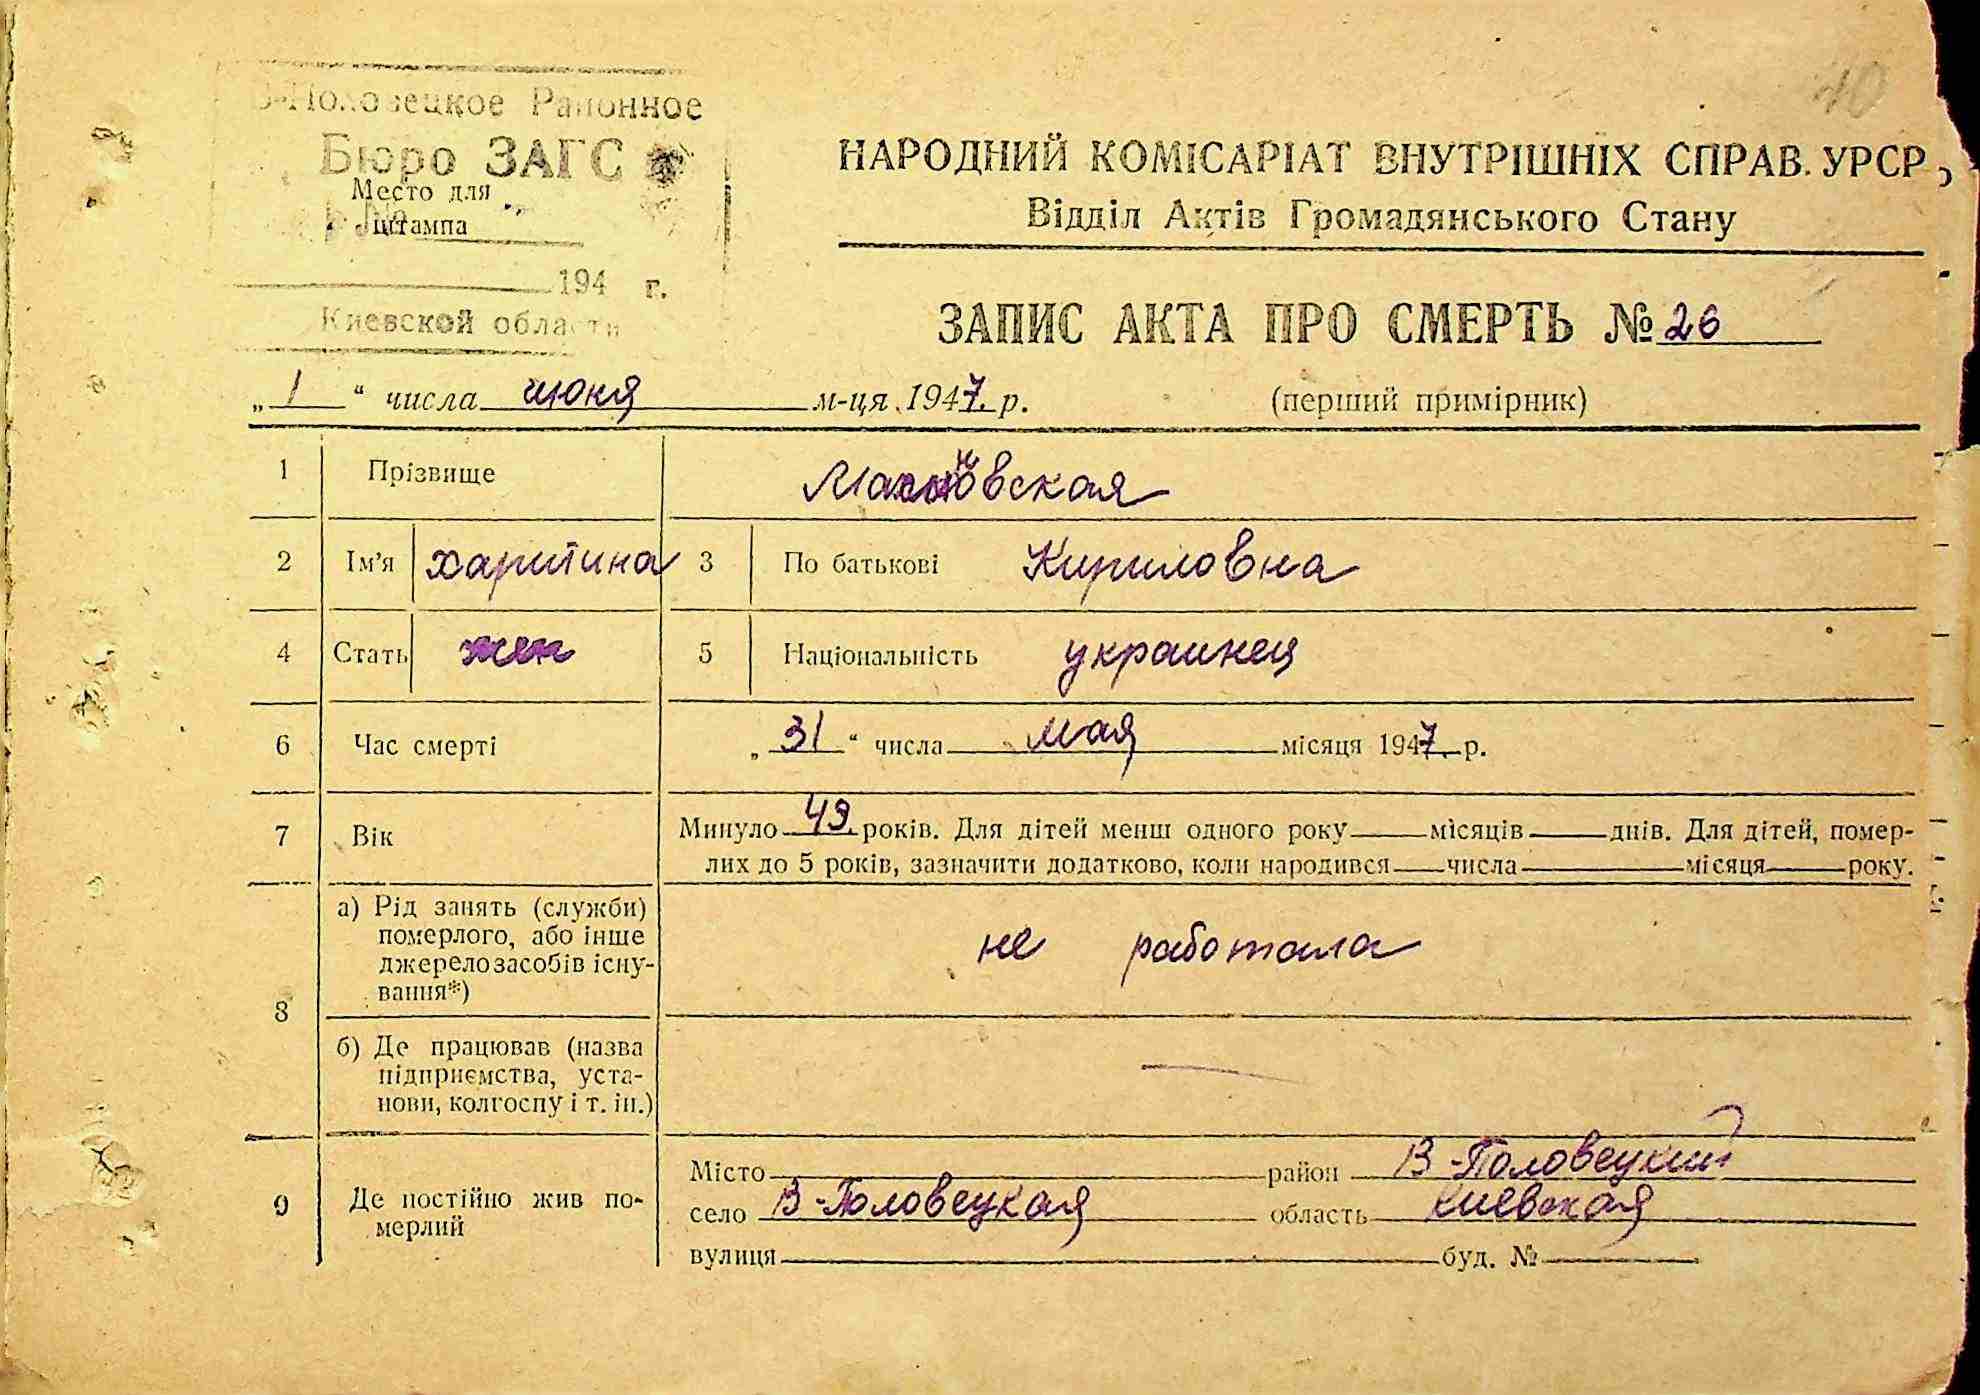 В-Половецкое Районное
Бюро ЗАГС
Место для
штампа
№
194 г.
Киевской области
40
НАРОДНИЙ КОМІСАРІАТ ВНУТРІШНІХ СПРАВ. УРСР
Відділ Актів Громадянського Стану
ЗАПИС АКТА ПРО СМЕРТЬ № 26
„ 1 “ числа июня м-ця 1947 р. (перший примірник)
1 Прізвище
2 Ім’я харитина 3 По батькові Кириловна
4 Стать жен 5 Національність украинец
6 Час смерті „ 31 “ числа мая місяця 1947 р.
7 Вік Минуло 49 років. Для дітей менш одного року місяців днів. Для дітей, помер-
лих до 5 років, зазначити додатково, коли народився числа місяця року.
8 а) Рід занять (служби)
померлого, або інше
джерело засобів існу-
вання*)
не работала
б) Де працював (назва
підприємства, уста-
нови, колгоспу і т. ін.)
9 Де постійно жив по-
мерлий
Місто район В-Половецкий
село В-Половецкая область киевская
вулиця буд. №